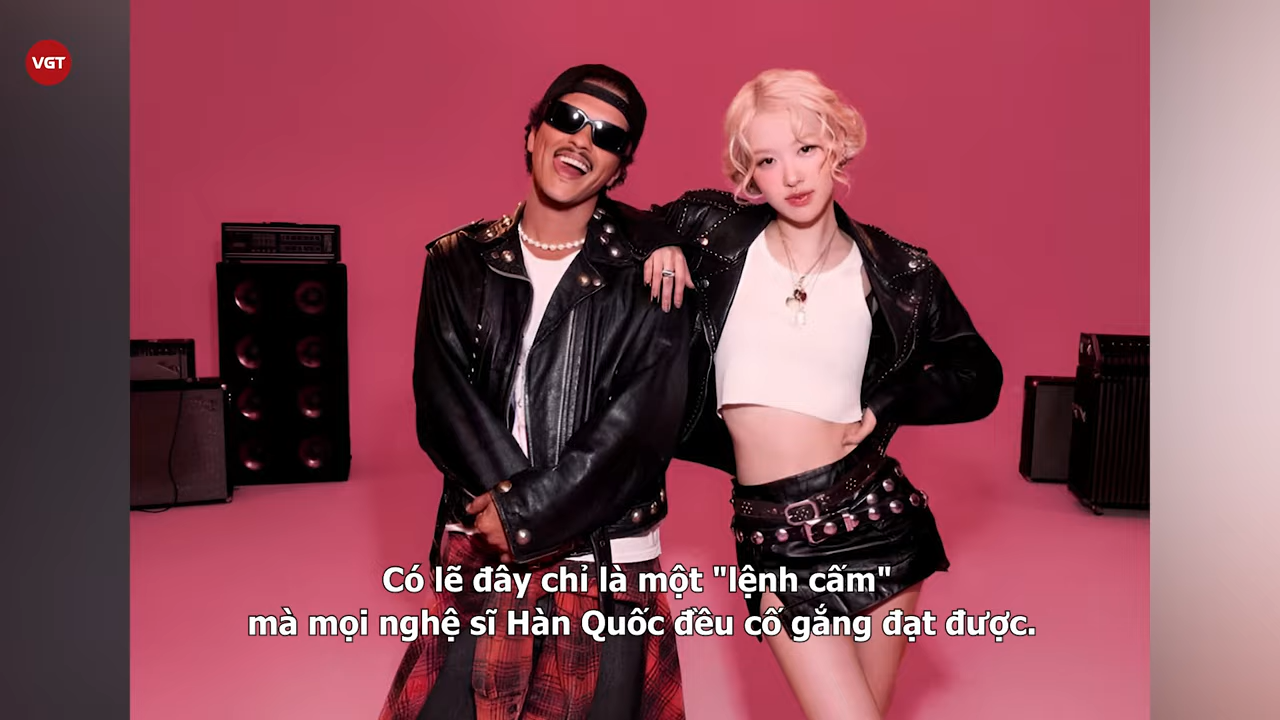 VGT
Có lẽ đây chỉ là một "lệnh cấm"
mà mọi nghệ sĩ Hàn Quốc đều cố gắng đạt được.